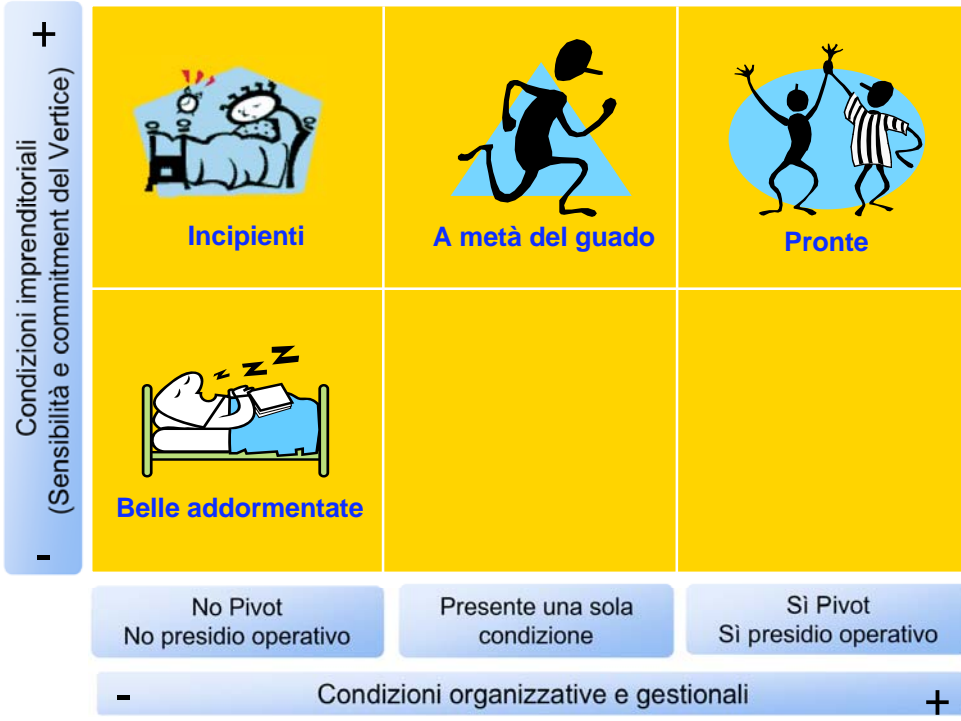 +
Condizioni imprenditoriali
(Sensibilità e commitment del Vertice)
-
Incipienti
A metà del guado
Pronte
z z Z
Belle addormentate
No Pivot
No presidio operativo
Presente una sola
condizione
Sì Pivot
Sì presidio operativo
-
Condizioni organizzative e gestionali
+